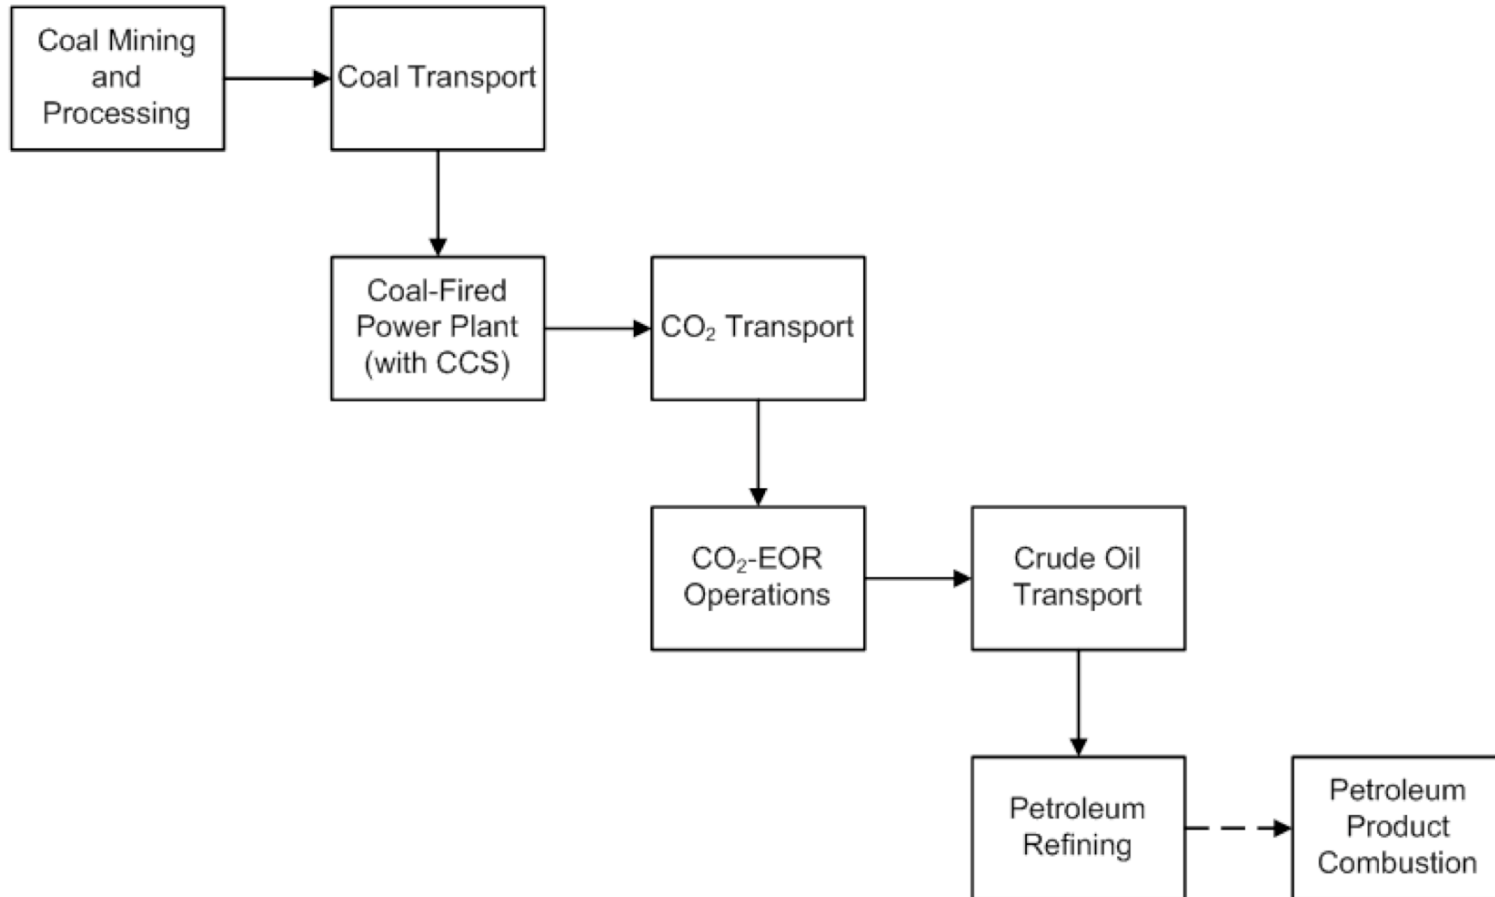 Coal Mining
and
Processing
Coal Transport
Coal-Fired
Power Plant
(with CCS)
CO₂ Transport
CO₂-EOR
Operations
Crude Oil
Transport
Petroleum
Refining
Petroleum
Product
Combustion